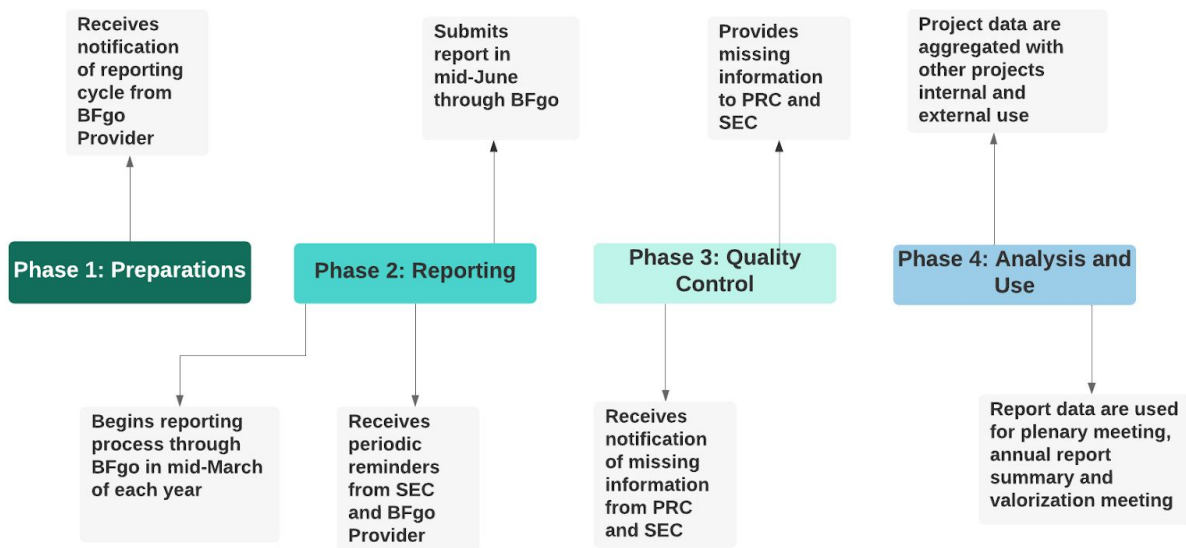 Receives
notification
of reporting
cycle from
BFgo
Provider
Submits
report in
mid-June
through BFgo
Provides
missing
information
to PRC and
SEC
Project data are
aggregated with
other projects
internal and
external use
Phase 1: Preparations
Phase 2: Reporting
Phase 3: Quality
Control
Phase 4: Analysis and
Use
Begins reporting
process through
BFgo in mid-March
of each year
Receives
periodic
reminders
from SEC
and BFgo
Provider
Receives
notification
of missing
information
from PRC
and SEC
Report data are used
for plenary meeting,
annual report
summary and
valorization meeting